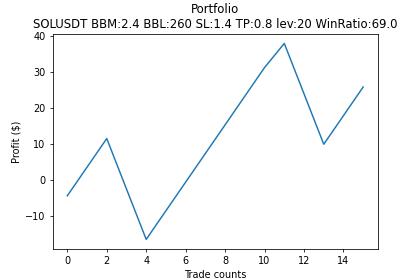 Portfolio
SOLUSDT BBM:2.4 BBL:260 SL:1.4 TP:0.8 lev:20 WinRatio:69.0
Profit ($)
40
30
20
10
0
−10
0 2 4 6 8 10 12 14
Trade counts